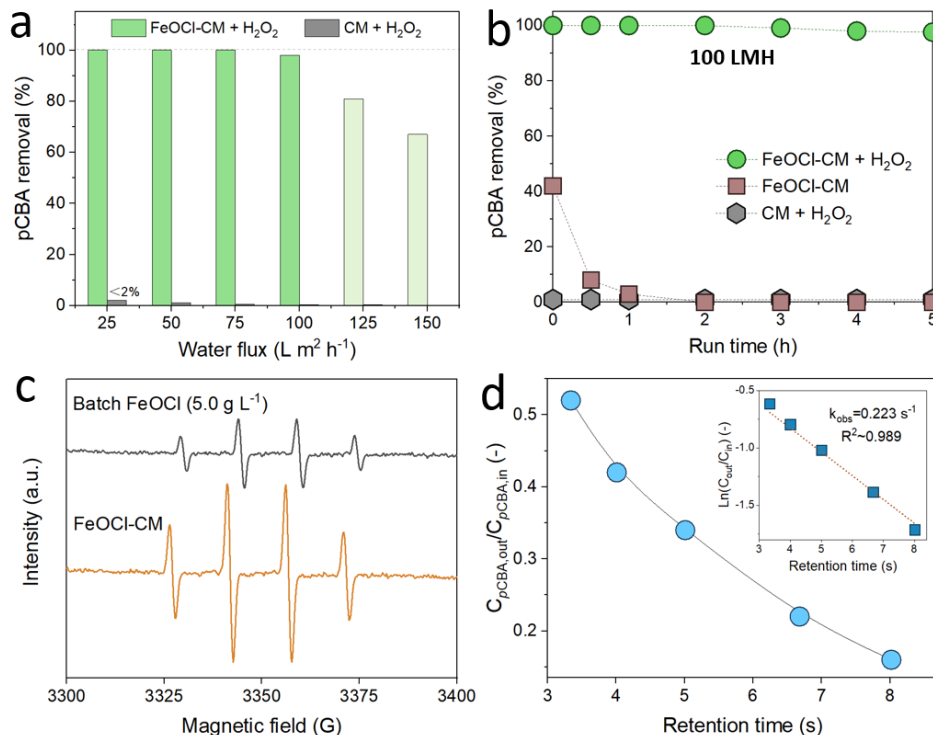 a
FeOCl-CM + H₂O₂
CM + H₂O₂
100
80
60
40
20
0
<2%
25 50 75 100 125 150
pCBA removal (%)
Water flux (L m² h⁻¹)
b
100 LMH
100
80
60
40
20
0
FeOCl-CM + H₂O₂
FeOCl-CM
CM + H₂O₂
0 1 2 3 4 5
pCBA removal (%)
Run time (h)
c
Batch FeOCl (5.0 g L⁻¹)
FeOCl-CM
Intensity (a.u.)
3300 3325 3350 3375 3400
Magnetic field (G)
d
0.5
0.4
0.3
0.2
C_pCBA,out/C_pCBA,in (-)
3 4 5 6 7 8
Retention time (s)
-0.5
-1.0
-1.5
k_obs=0.223 s⁻¹
R²~0.989
Ln(C_out/C_in) (-)
3 4 5 6 7 8
Retention time (s)